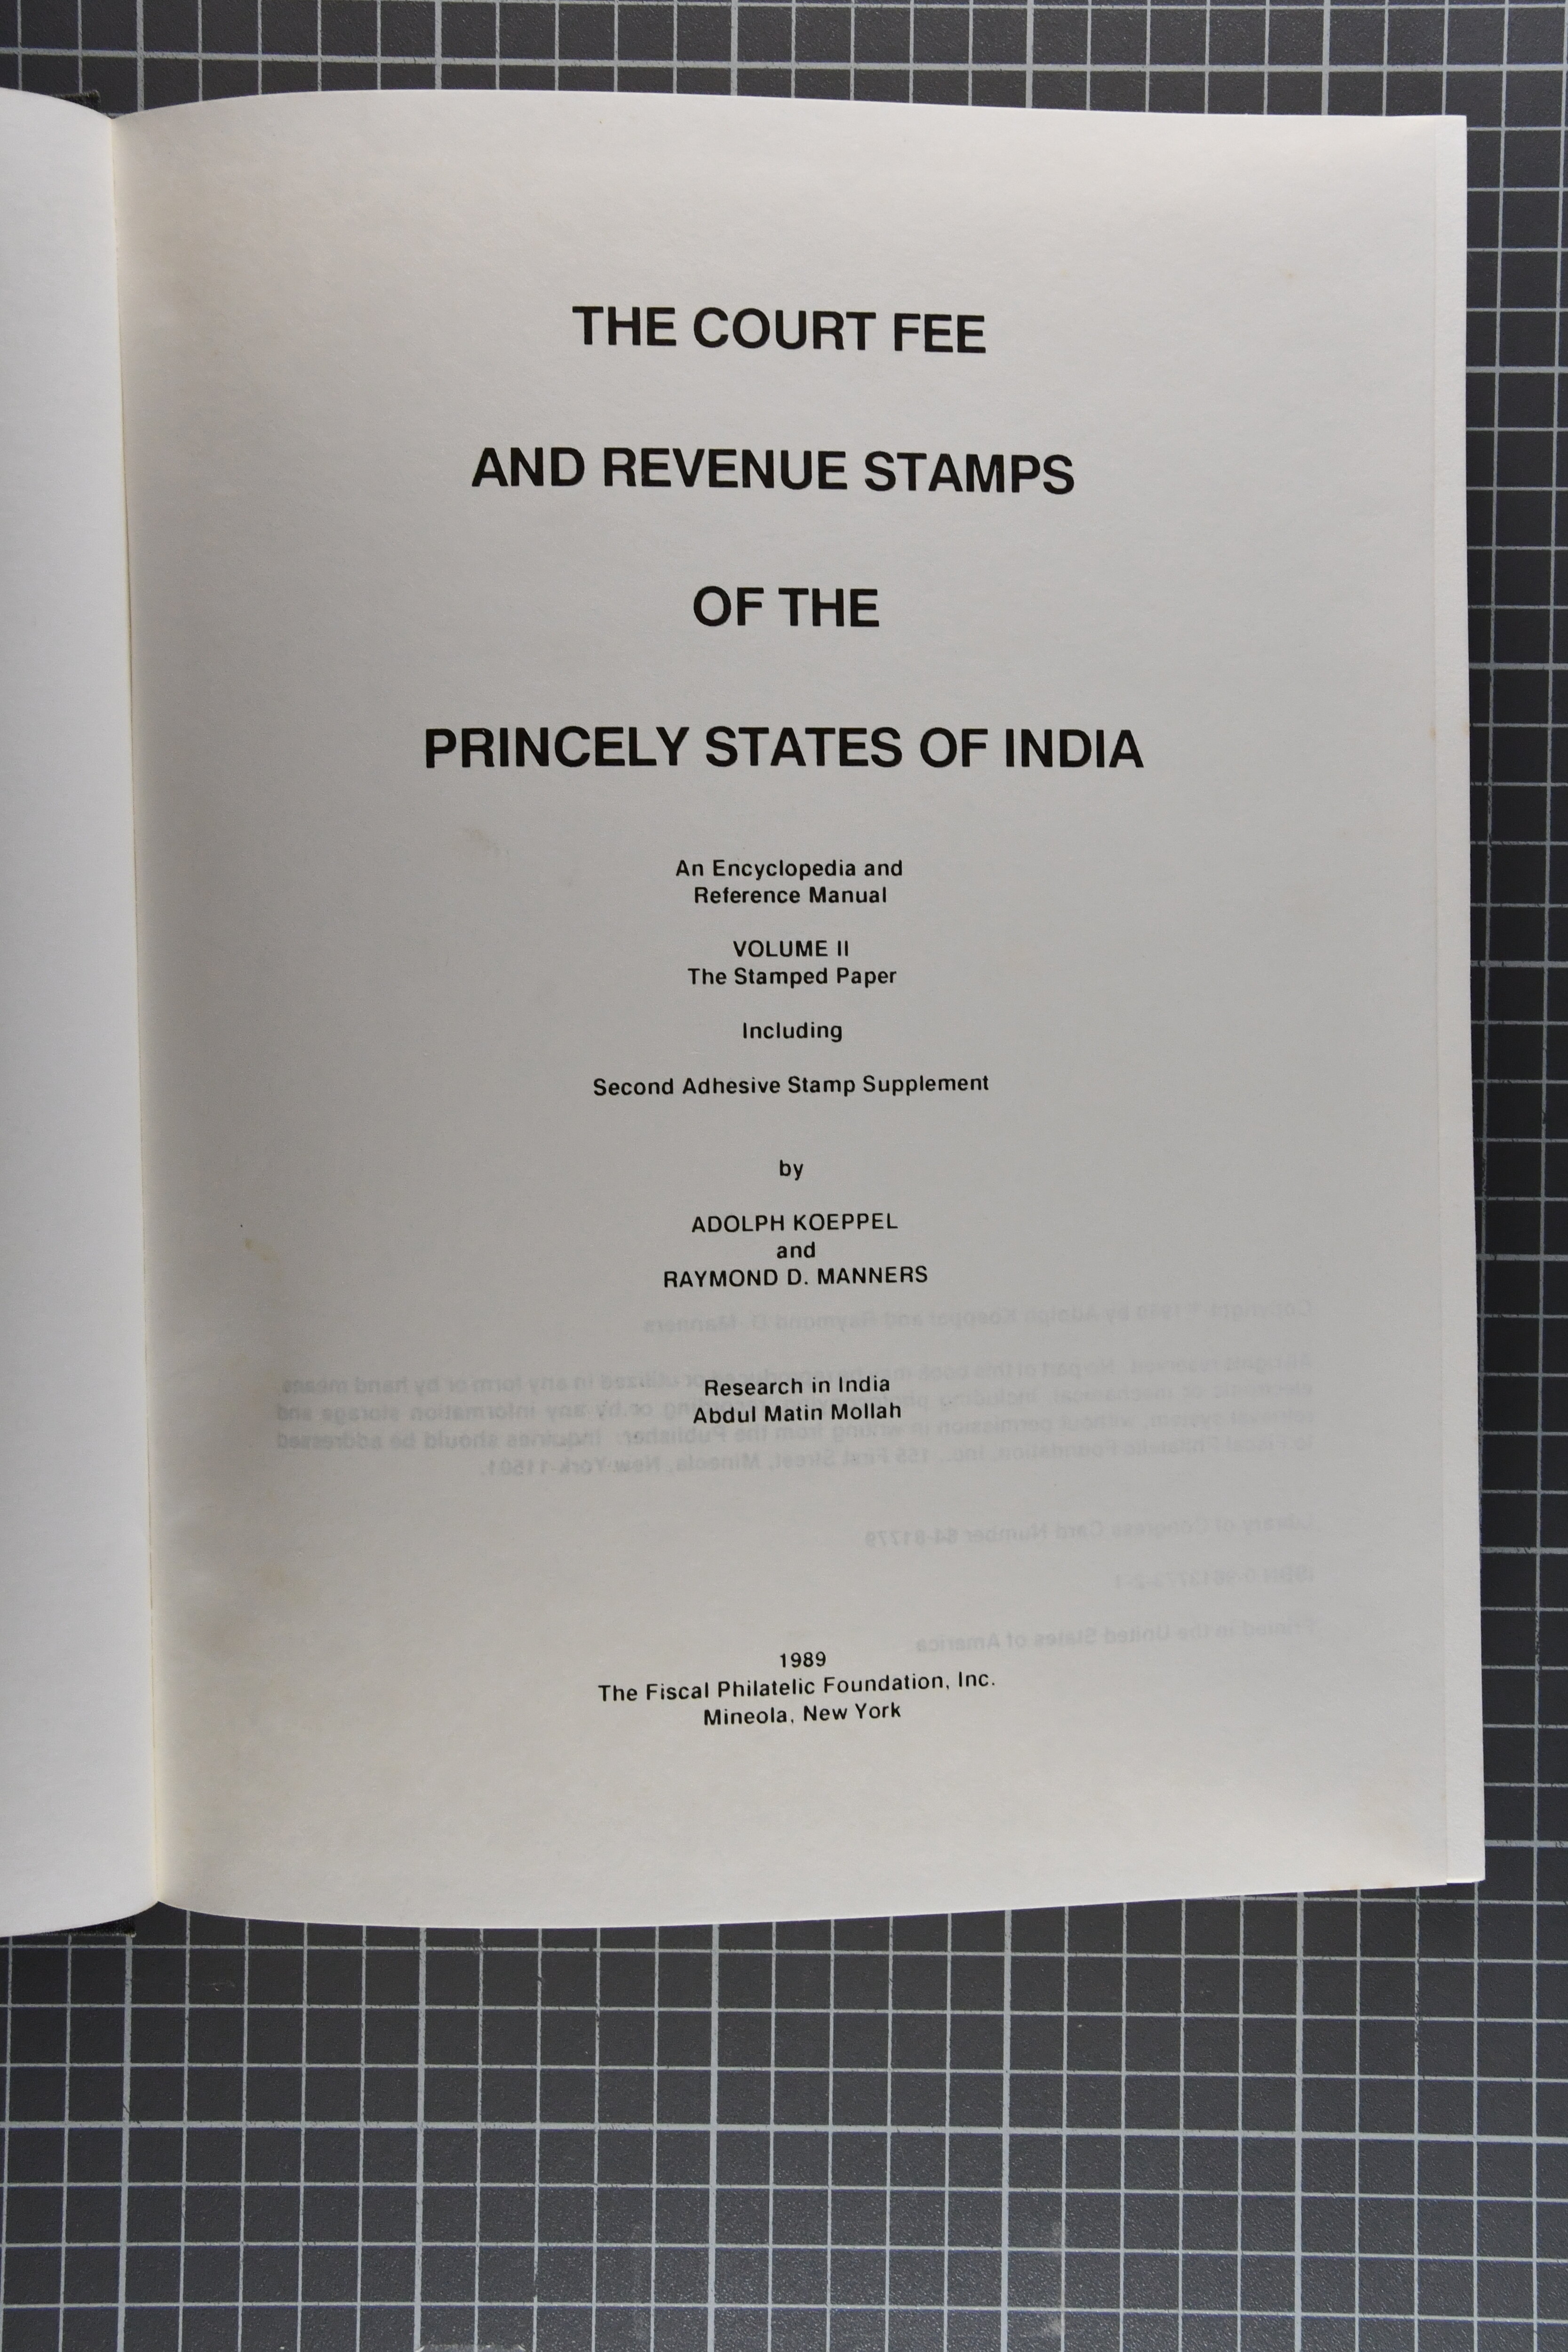 THE COURT FEE
AND REVENUE STAMPS
OF THE
PRINCELY STATES OF INDIA
An Encyclopedia and
Reference Manual
VOLUME II
The Stamped Paper
Including
Second Adhesive Stamp Supplement
by
ADOLPH KOEPPEL
and
RAYMOND D. MANNERS
Research in India
Abdul Matin Mollah
1989
The Fiscal Philatelic Foundation, Inc.
Mineola, New York